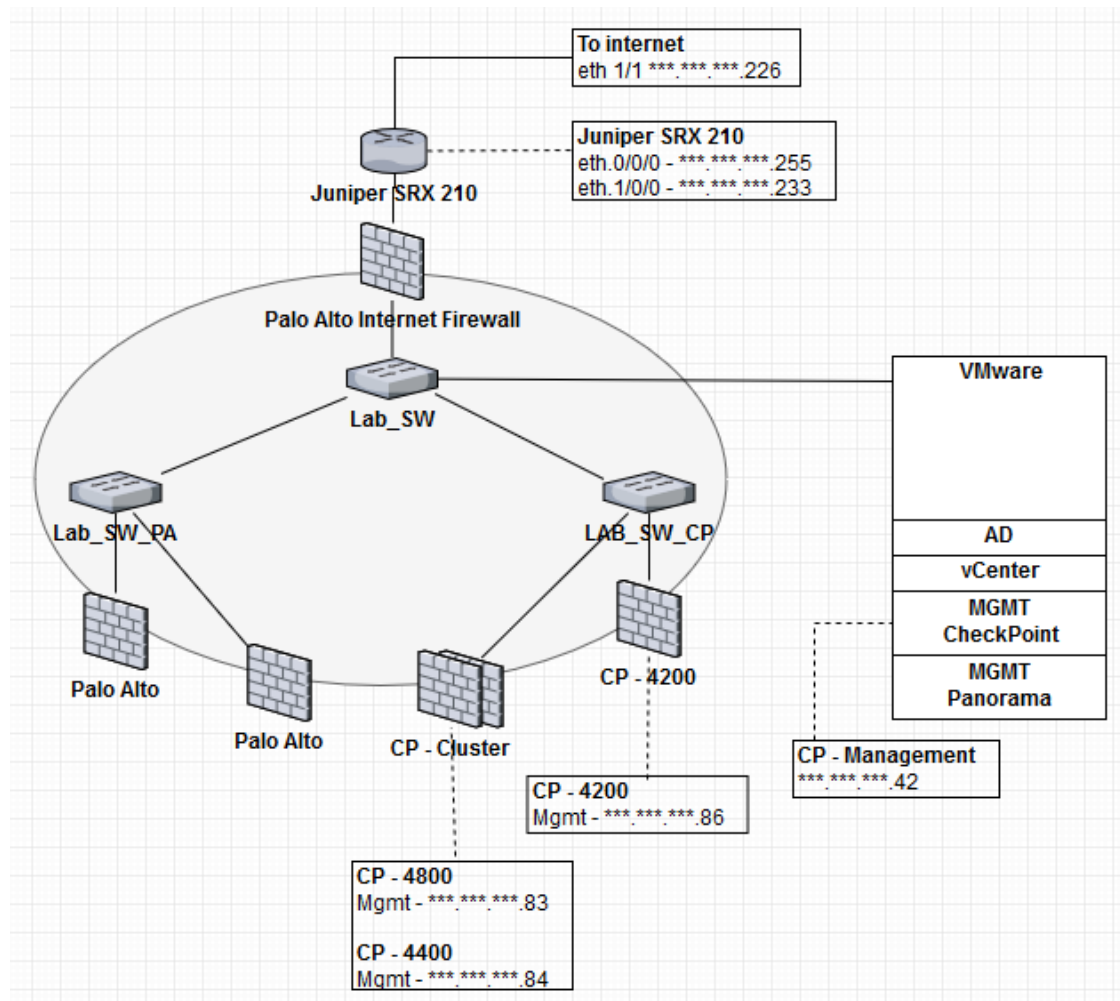 To internet
eth 1/1 ***.***.***.226
Juniper SRX 210
eth.0/0/0 - ***.***.***.255
eth.1/0/0 - ***.***.***.233
Juniper SRX 210
Palo Alto Internet Firewall
Lab_SW
VMware
Lab_SW_PA
LAB_SW_CP
AD
vCenter
MGMT
CheckPoint
MGMT
Panorama
Palo Alto
CP - 4200
Palo Alto
CP - Cluster
CP - Management
***.***.***.42
CP - 4200
Mgmt - ***.***.***.86
CP - 4800
Mgmt - ***.***.***.83
CP - 4400
Mgmt - ***.***.***.84